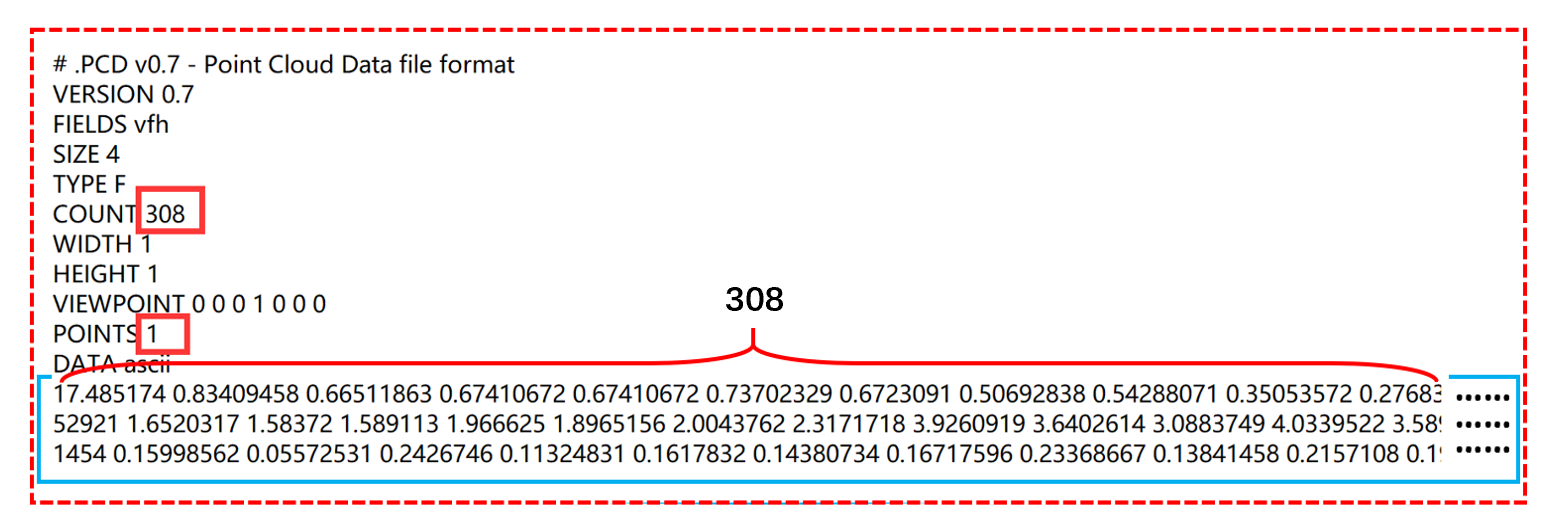 # .PCD v0.7 - Point Cloud Data file format
VERSION 0.7
FIELDS vfh
SIZE 4
TYPE F
COUNT 308
WIDTH 1
HEIGHT 1
VIEWPOINT 0 0 0 1 0 0 0
308
POINTS 1
DATA ascii
17.485174 0.83409458 0.66511863 0.67410672 0.67410672 0.73702329 0.6723091 0.50692838 0.54288071 0.35053572 0.27683 ......
52921 1.6520317 1.58372 1.589113 1.966625 1.8965156 2.0043762 2.3171718 3.9260919 3.6402614 3.0883749 4.0339522 3.589 ......
1454 0.15998562 0.05572531 0.2426746 0.11324831 0.1617832 0.14380734 0.16717596 0.23368667 0.13841458 0.2157108 0.19 ......